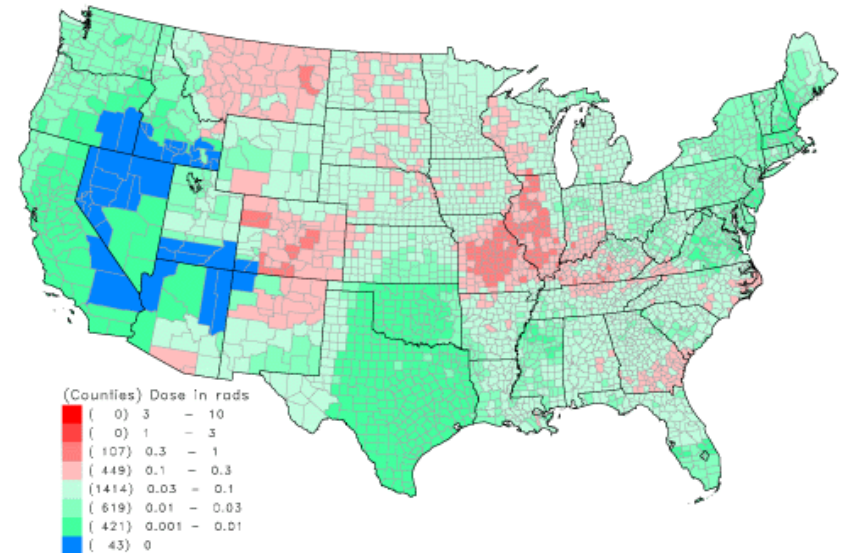 (Counties) Dose in rads
( 0) 3 - 10
( 0) 1 - 3
( 107) 0.3 - 1
( 449) 0.1 - 0.3
(1414) 0.03 - 0.1
( 619) 0.01 - 0.03
( 421) 0.001 - 0.01
( 43) 0